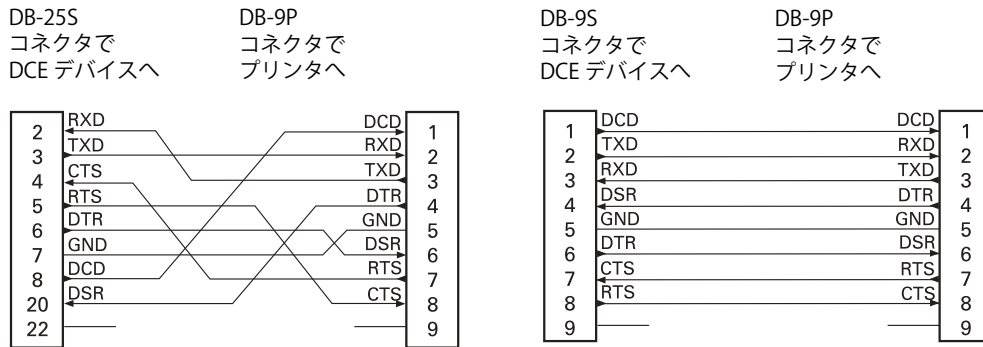 DB-25S
コネクタで
DCE デバイスへ
DB-9P
コネクタで
プリンタへ
2
3
4
5
6
7
8
20
22
RXD
TXD
CTS
RTS
DTR
GND
DCD
DSR
DCD
RXD
TXD
DTR
GND
DSR
RTS
CTS
1
2
3
4
5
6
7
8
9
DB-9S
コネクタで
DCE デバイスへ
DB-9P
コネクタで
プリンタへ
1
2
3
4
5
6
7
8
9
DCD
TXD
RXD
DSR
GND
DTR
CTS
RTS
DCD
RXD
TXD
DTR
GND
DSR
RTS
CTS
1
2
3
4
5
6
7
8
9